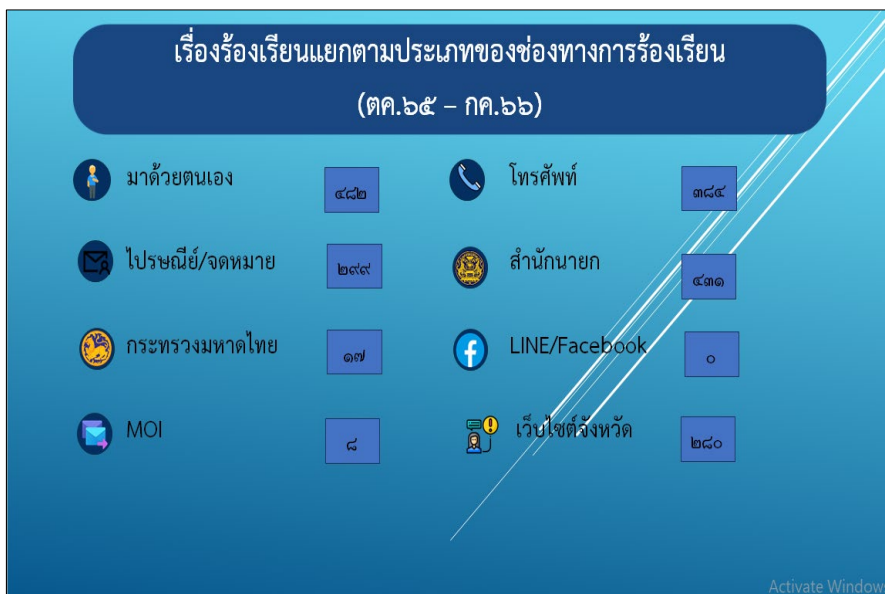 เรื่องร้องเรียนแยกตามประเภทของช่องทางการร้องเรียน
(ตค.๖๕ – กค.๖๖)
มาด้วยตนเอง ๔๘๒
โทรศัพท์ ๓๘๔
ไปรษณีย์/จดหมาย ๒๙๙
สำนักนายก ๔๓๑
กระทรวงมหาดไทย ๑๗
LINE/Facebook ๐
MOI ๘
เว็บไซต์จังหวัด ๒๘๐
Activate Windows